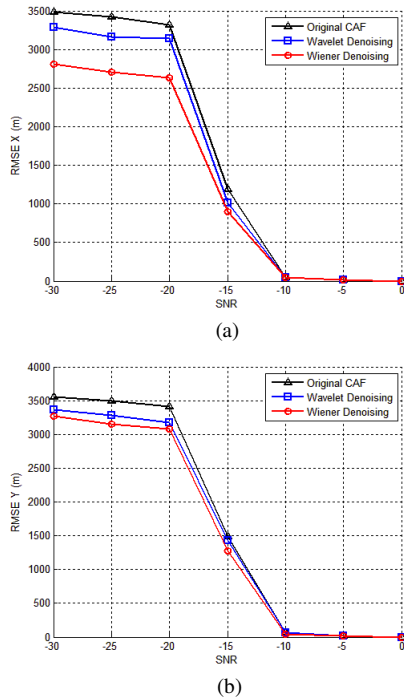 3500
3000
2500
2000
1500
1000
500
0
RMSE X (m)
Original CAF
Wavelet Denoising
Wiener Denoising
-30 -25 -20 -15 -10 -5 0
SNR
(a)
4000
3500
3000
2500
2000
1500
1000
500
0
RMSE Y (m)
Original CAF
Wavelet Denoising
Wiener Denoising
-30 -25 -20 -15 -10 -5 0
SNR
(b)